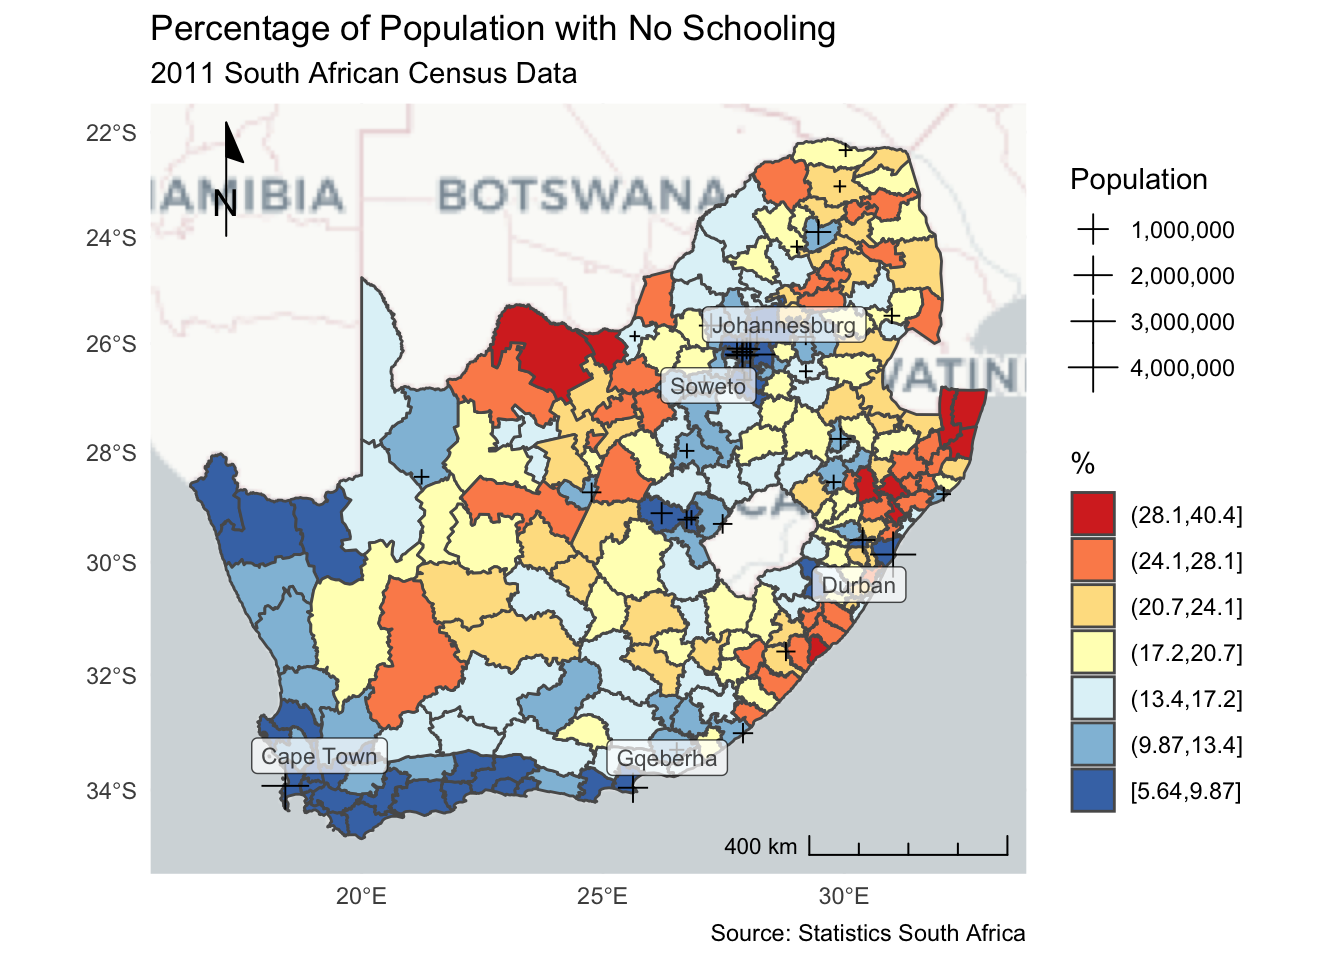 Percentage of Population with No Schooling
2011 South African Census Data
22°S
24°S
26°S
28°S
30°S
32°S
34°S
N
AMIBIA
BOTSWANA
Johannesburg
Soweto
VATINI
CA
Durban
Cape Town
Gqeberha
400 km
20°E
25°E
30°E
Population
1,000,000
2,000,000
3,000,000
4,000,000
%
(28.1,40.4]
(24.1,28.1]
(20.7,24.1]
(17.2,20.7]
(13.4,17.2]
(9.87,13.4]
[5.64,9.87]
Source: Statistics South Africa